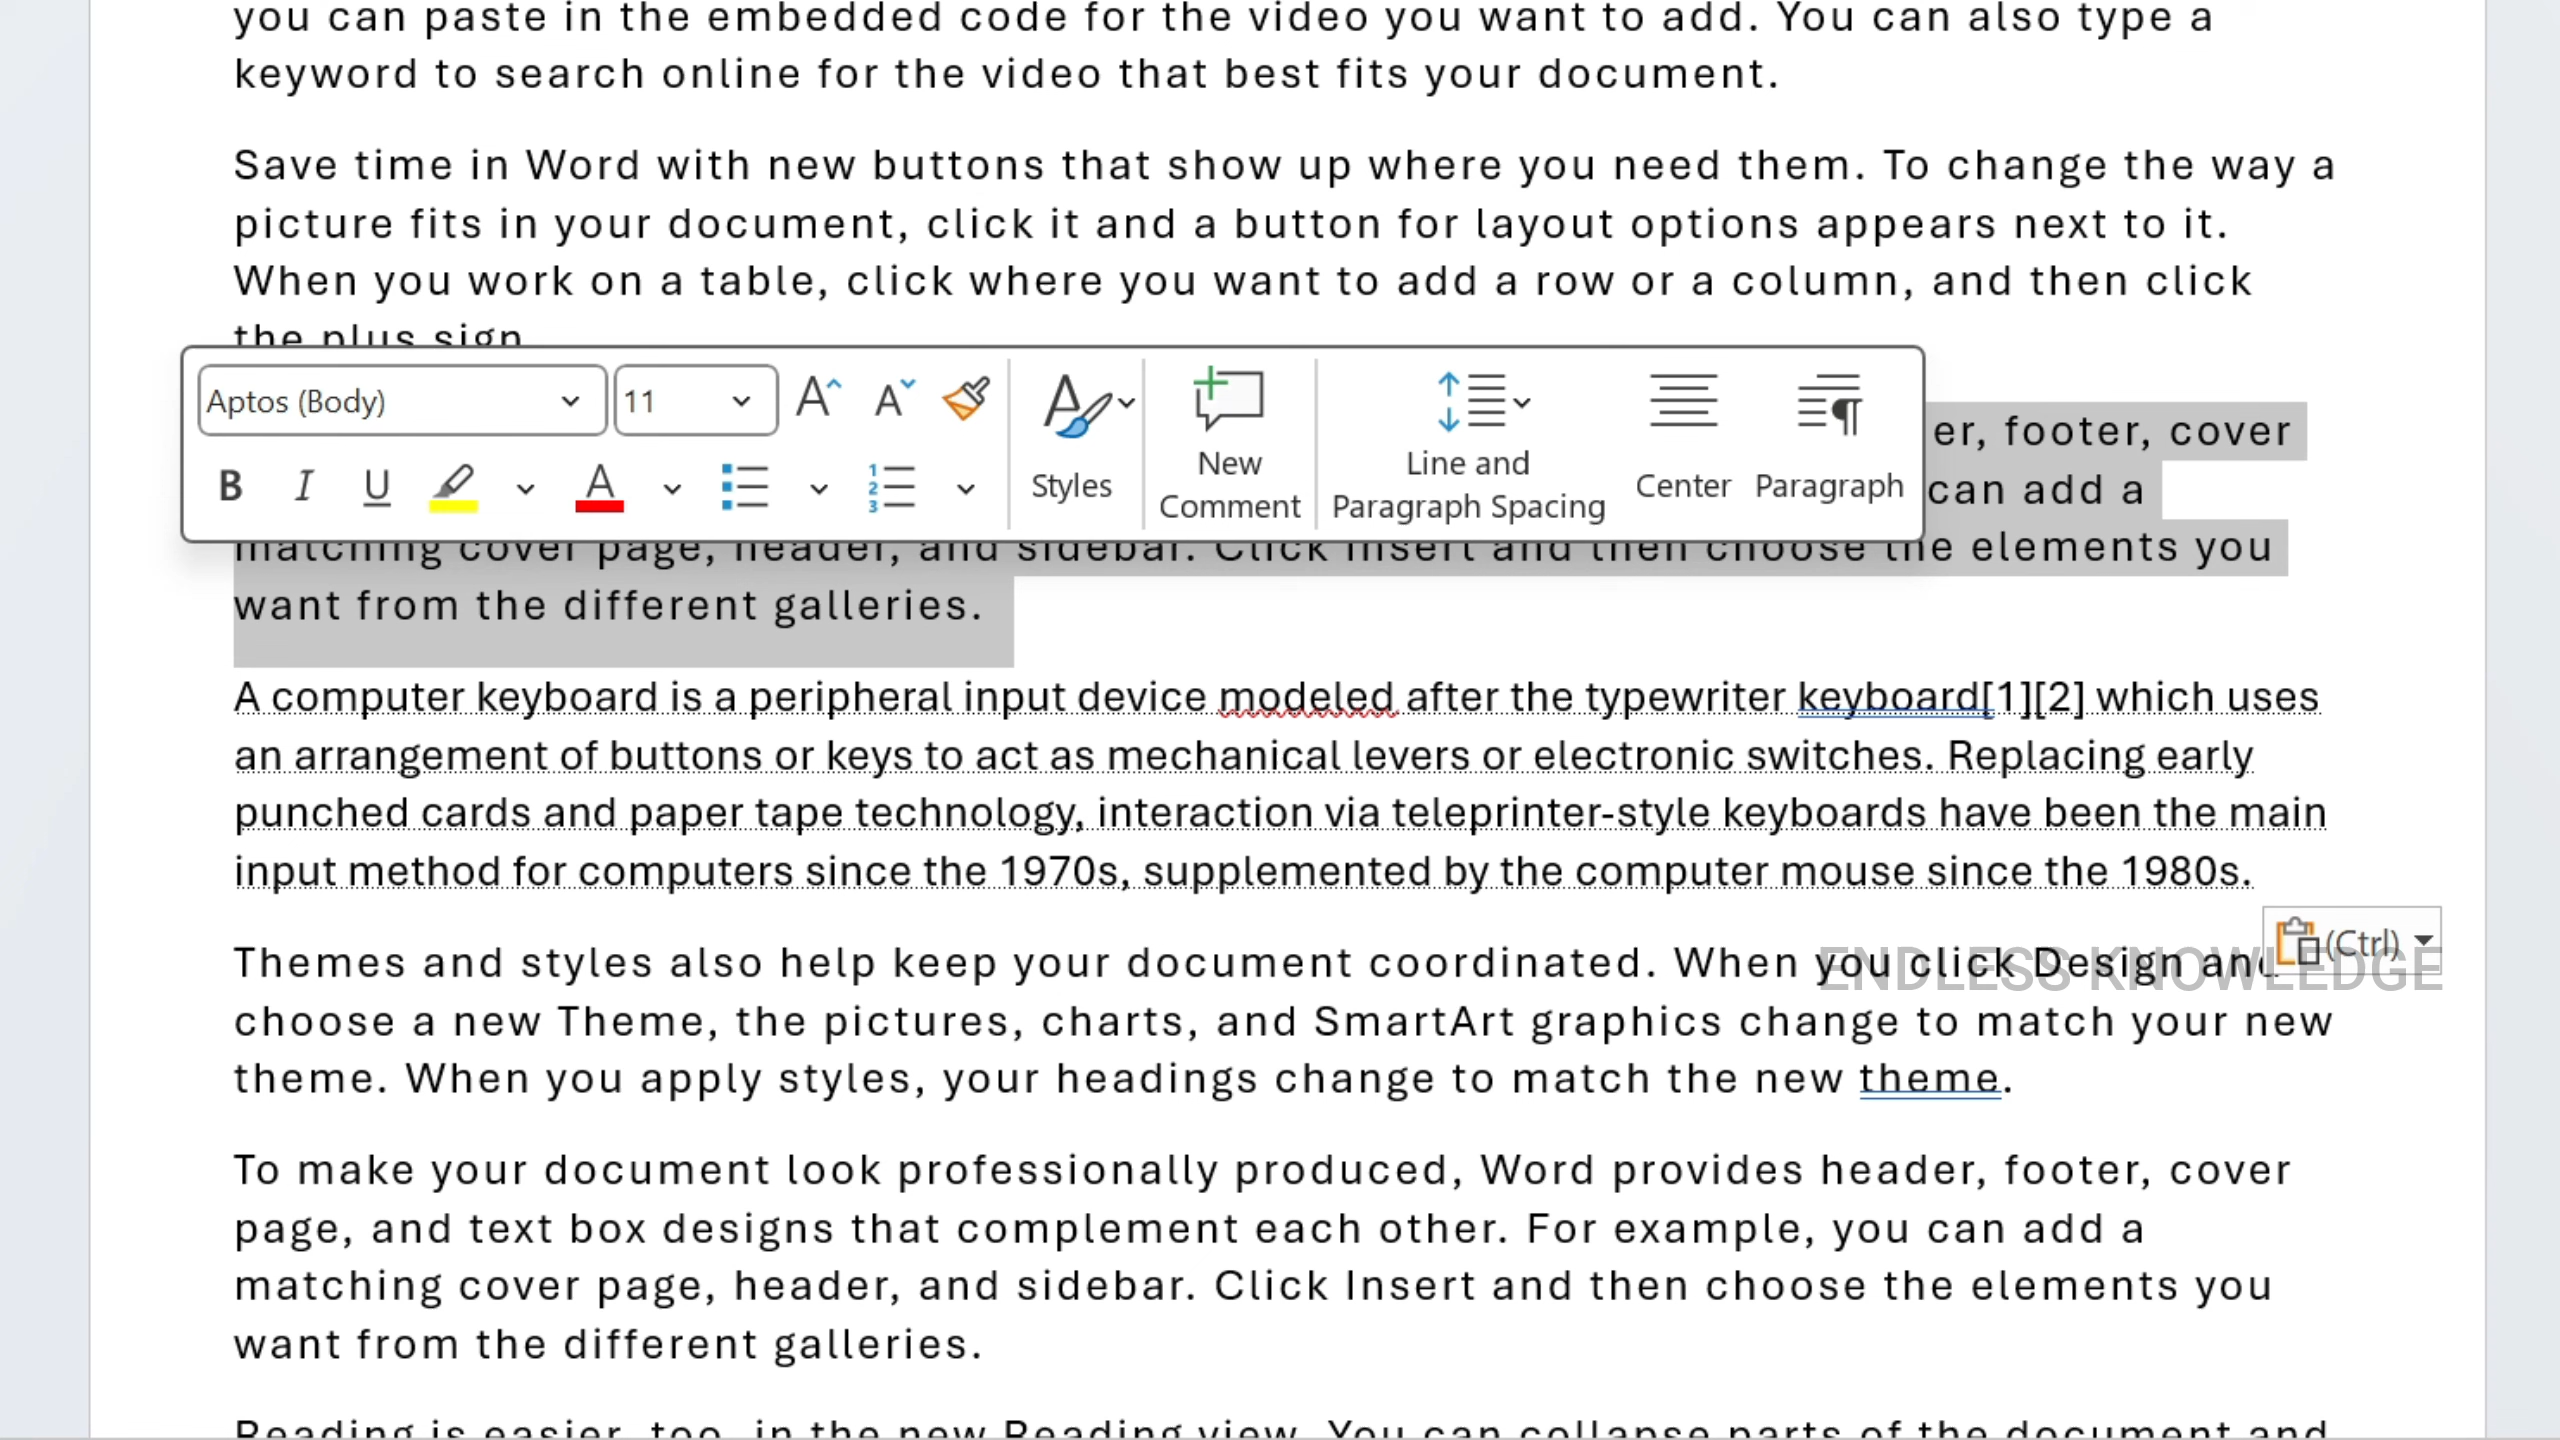 you can paste in the embedded code for the video you want to add. You can also type a
keyword to search online for the video that best fits your document.
Save time in Word with new buttons that show up where you need them. To change the way a
picture fits in your document, click it and a button for layout options appears next to it.
When you work on a table, click where you want to add a row or a column, and then click
the plus sign
Aptos (Body) 11
Styles
New
Comment
Line and
Paragraph Spacing
Center
Paragraph
footer, cover
can add a
matching cover page, header, and sidebar. Click Insert and then choose the elements you
want from the different galleries.
A computer keyboard is a peripheral input device modeled after the typewriter keyboard[1][2] which uses
an arrangement of buttons or keys to act as mechanical levers or electronic switches. Replacing early
punched cards and paper tape technology, interaction via teleprinter-style keyboards have been the main
input method for computers since the 1970s, supplemented by the computer mouse since the 1980s.
(Ctrl)
ENDLESS KNOWLEDGE
Themes and styles also help keep your document coordinated. When you click Design and
choose a new Theme, the pictures, charts, and SmartArt graphics change to match your new
theme. When you apply styles, your headings change to match the new theme.
To make your document look professionally produced, Word provides header, footer, cover
page, and text box designs that complement each other. For example, you can add a
matching cover page, header, and sidebar. Click Insert and then choose the elements you
want from the different galleries.
Reading is easier, too, in the new Reading view. You can collapse parts of the document and